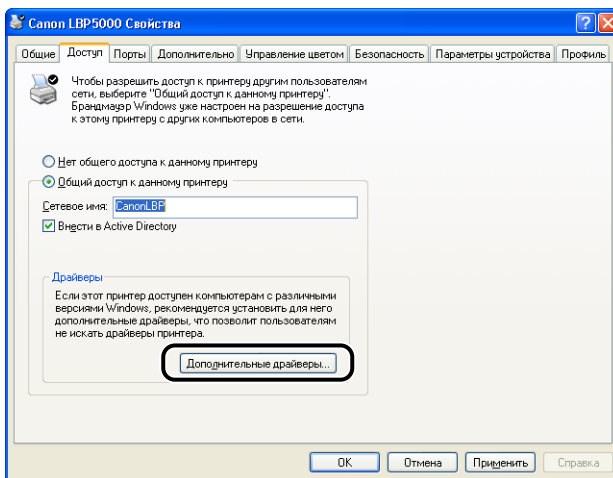 Canon LBP5000 Свойства
Общие Доступ Порты Дополнительно Управление цветом Безопасность Параметры устройства Профиль
Чтобы разрешить доступ к принтеру другим пользователям
сети, выберите "Общий доступ к данному принтеру".
Брандмауэр Windows уже настроен на разрешение доступа
к этому принтеру с других компьютеров в сети.
Нет общего доступа к данному принтеру
Общий доступ к данному принтеру
Сетевое имя: CanonLBP
Внести в Active Directory
Драйверы
Если этот принтер доступен компьютерам с различными
версиями Windows, рекомендуется установить для него
дополнительные драйверы, что позволит пользователям
не искать драйверы принтера.
Дополнительные драйверы...
OK Отмена Применить Справка